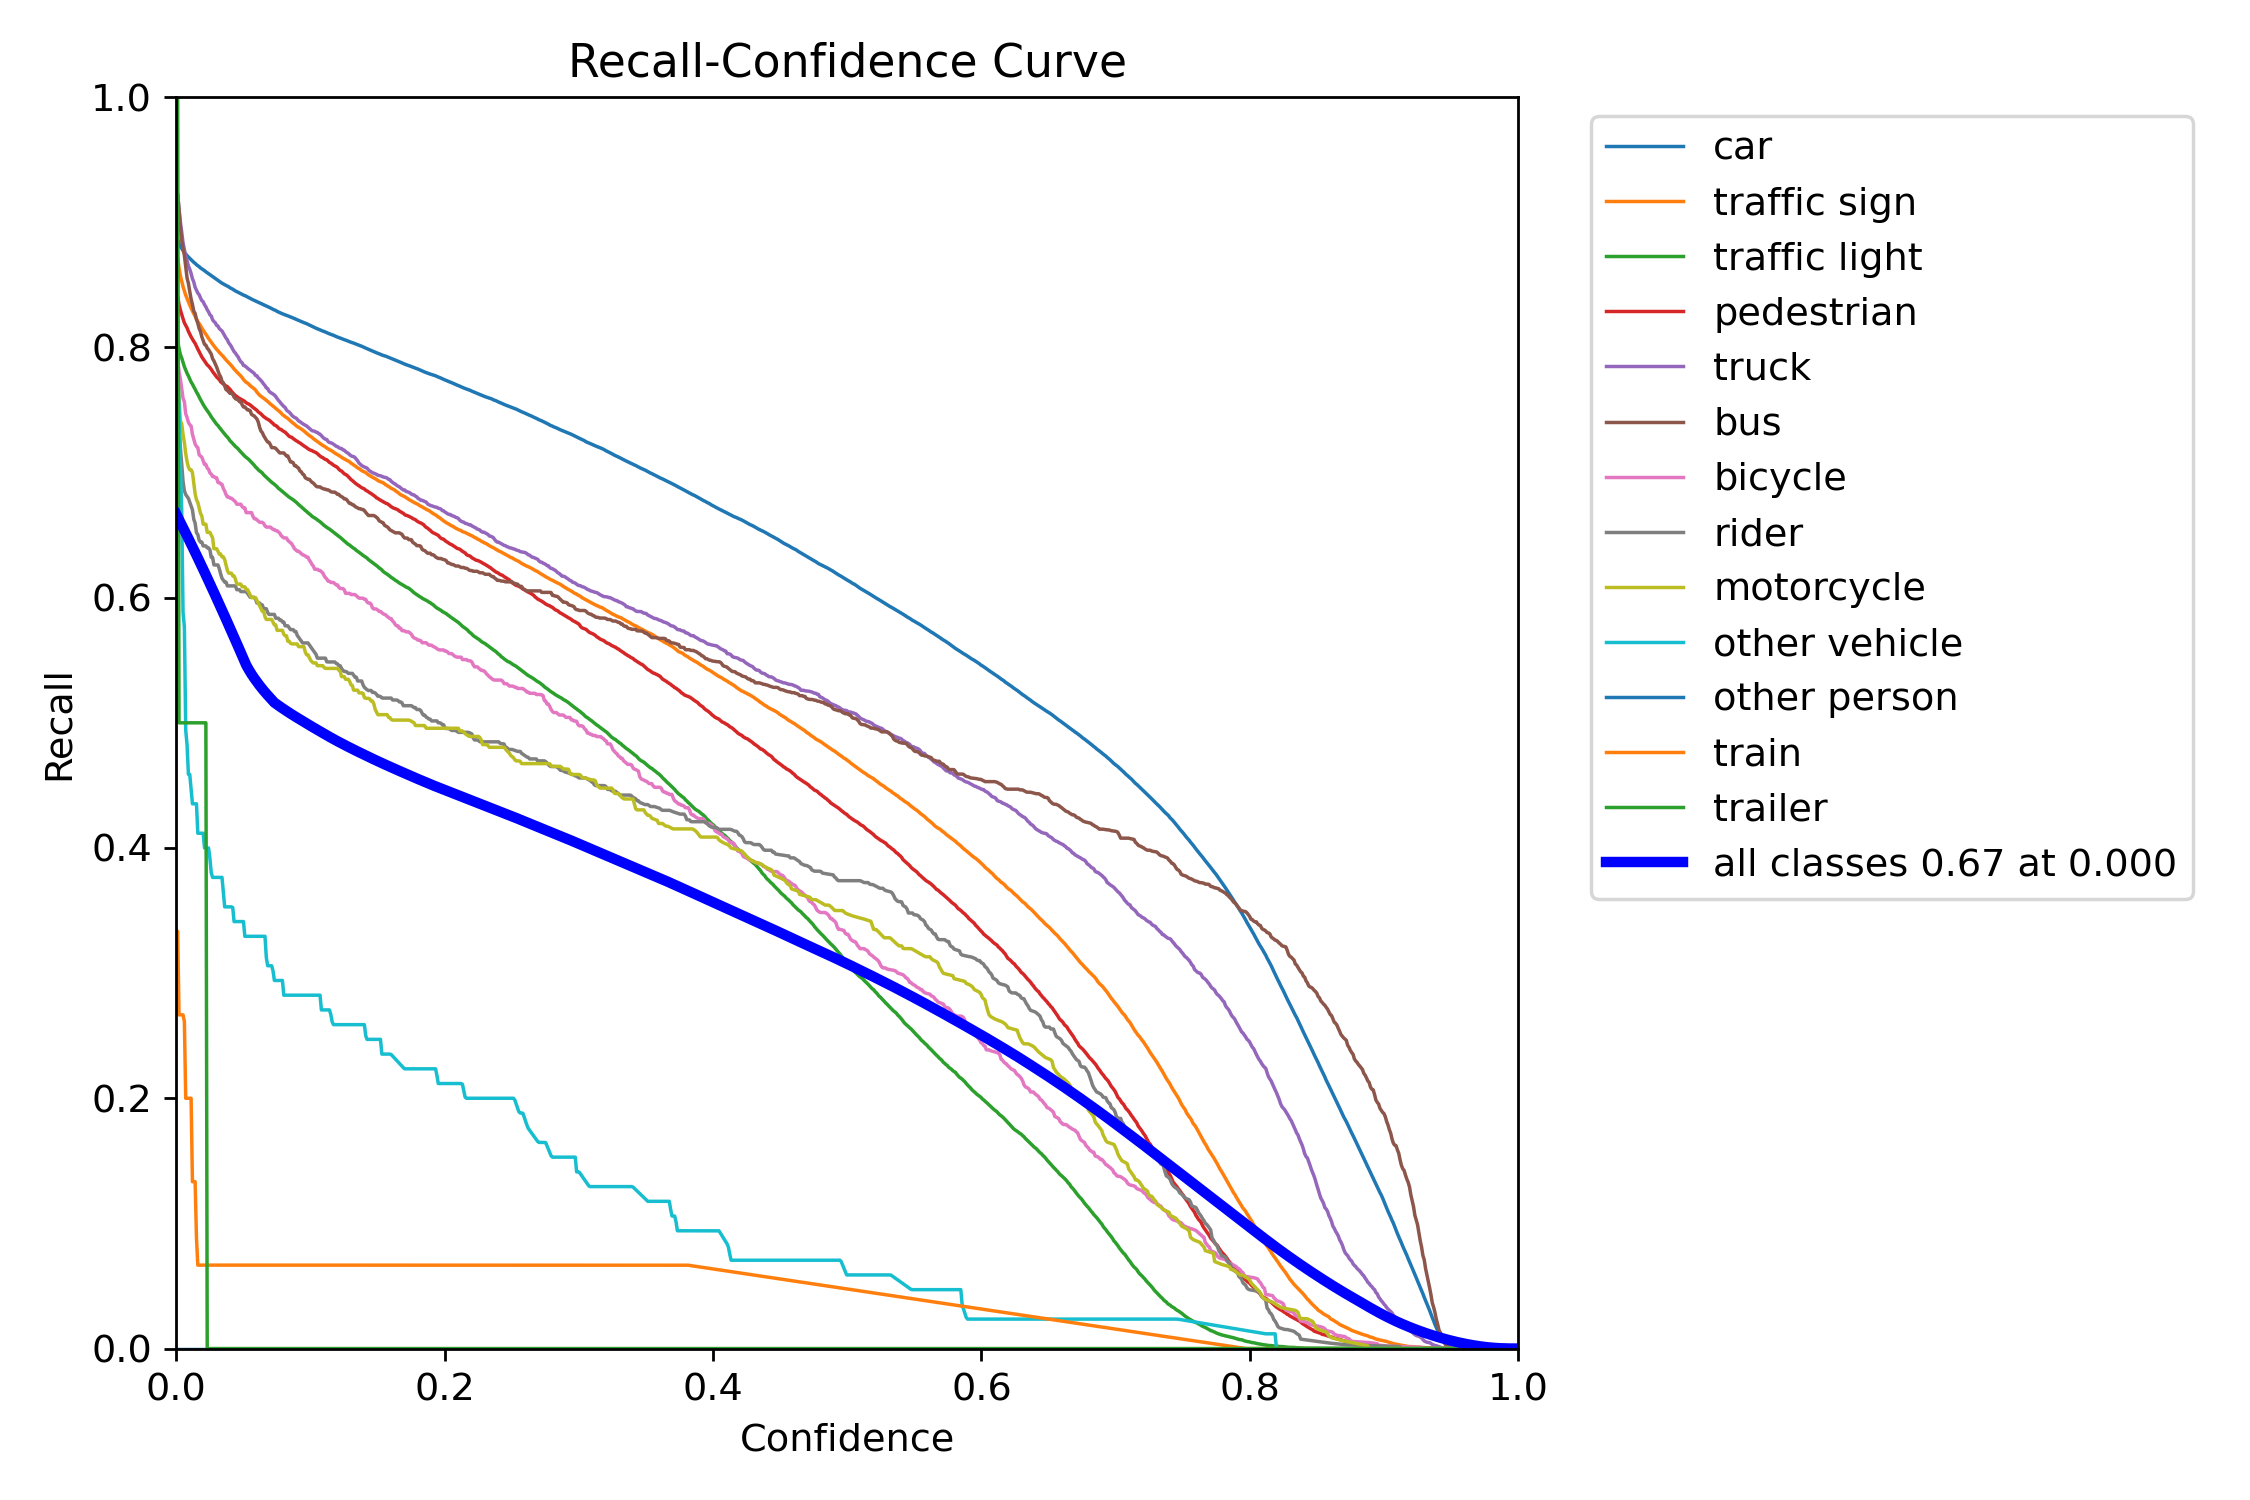 Recall-Confidence Curve
1.0
0.8
0.6
0.4
0.2
0.0
Recall
0.0 0.2 0.4 0.6 0.8 1.0
Confidence
car
traffic sign
traffic light
pedestrian
truck
bus
bicycle
rider
motorcycle
other vehicle
other person
train
trailer
all classes 0.67 at 0.000